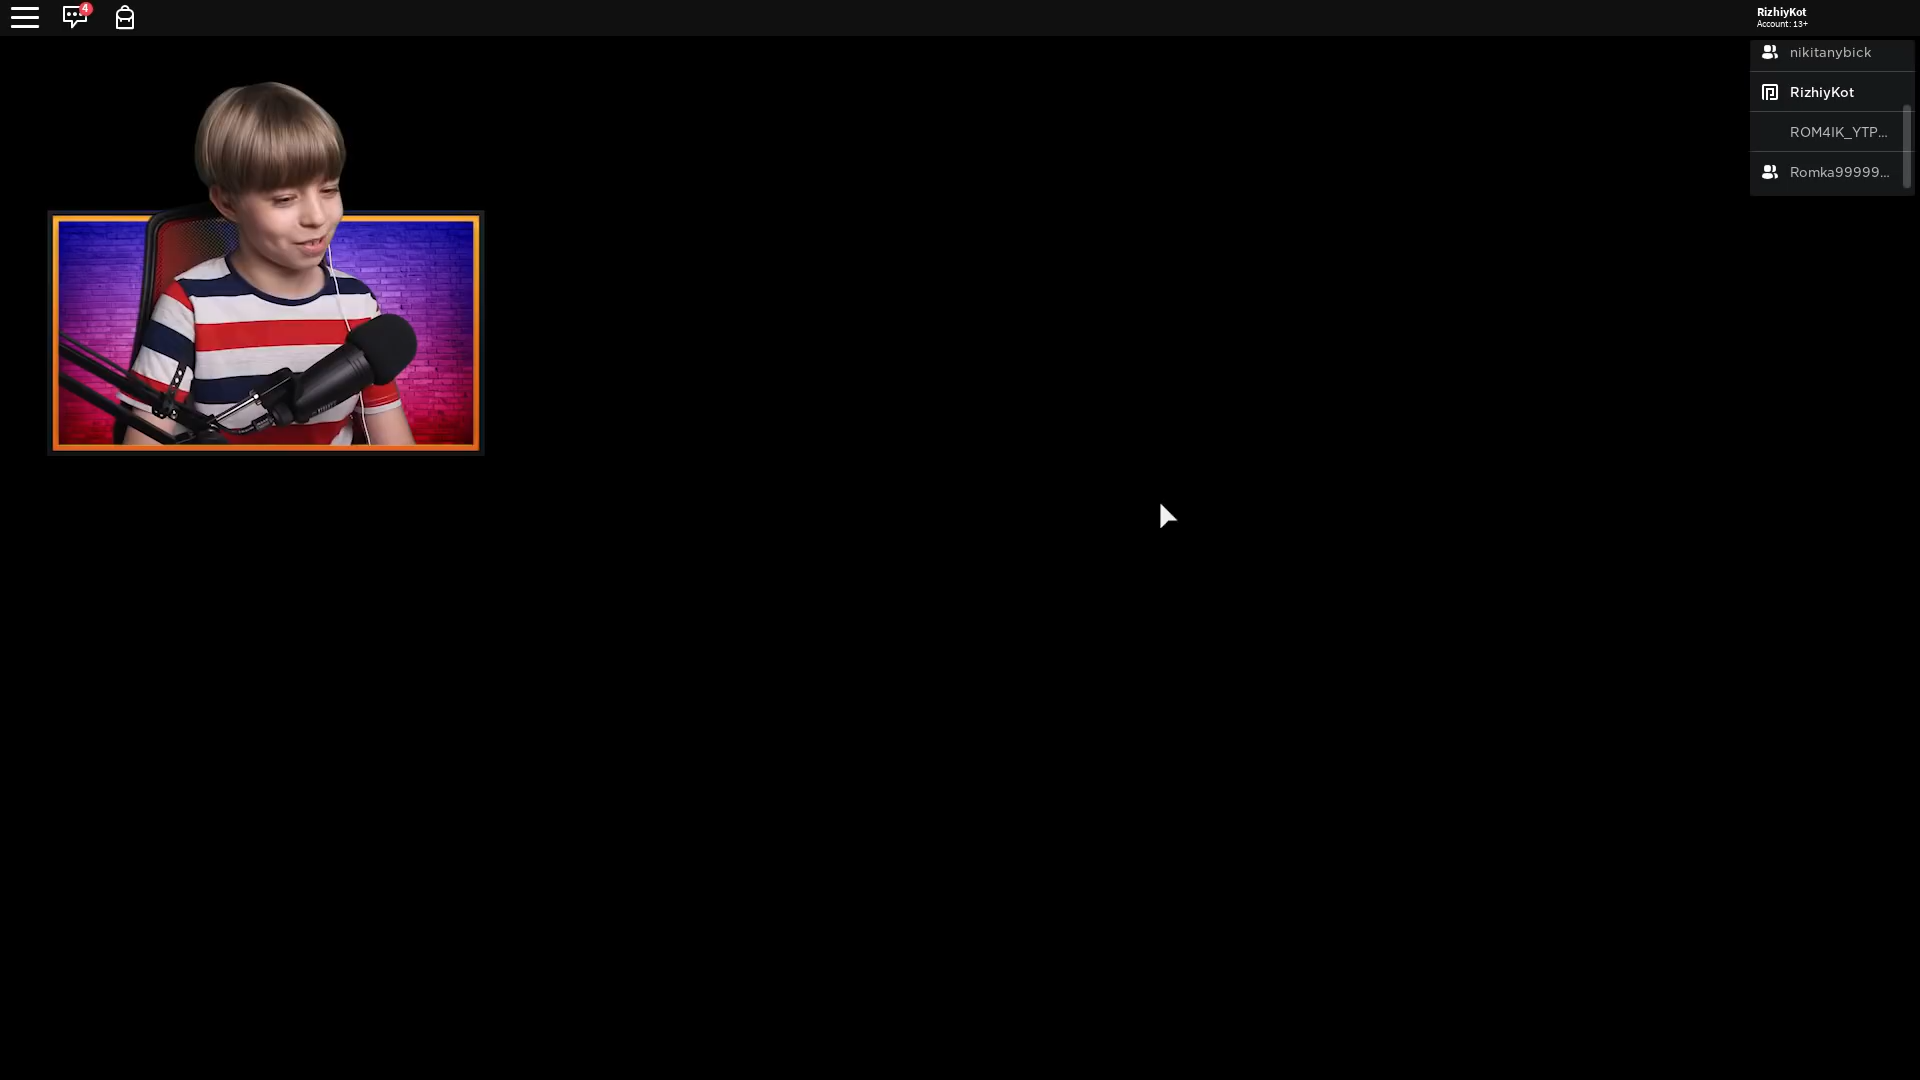 4
RizhiyKot
Account: 13+
nikitanybick
RizhiyKot
ROM4IK_YTP...
Romka99999...